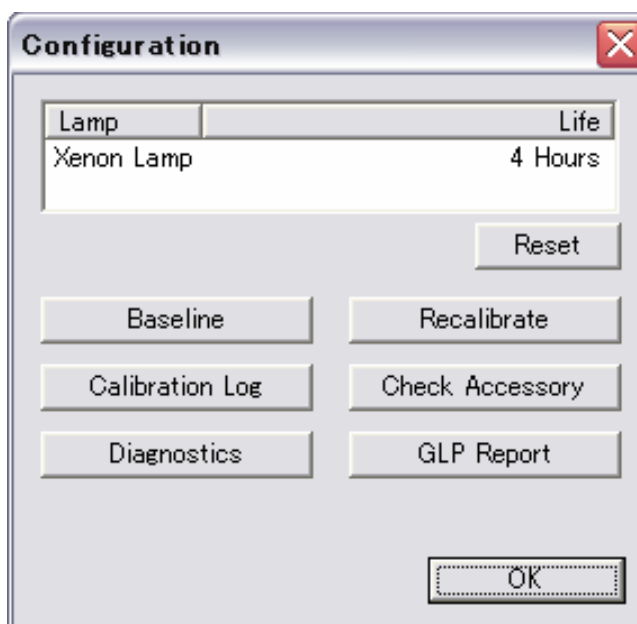 Configuration
Lamp Life
Xenon Lamp 4 Hours
Reset
Baseline Recalibrate
Calibration Log Check Accessory
Diagnostics GLP Report
OK